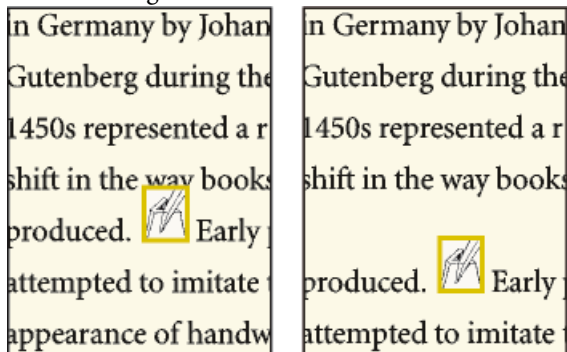 in Germany by Johan
Gutenberg during the
1450s represented a r
shift in the way books
produced. Early
attempted to imitate
appearance of handw
in Germany by Johan
Gutenberg during the
1450s represented a r
shift in the way books
produced. Early
attempted to imitate